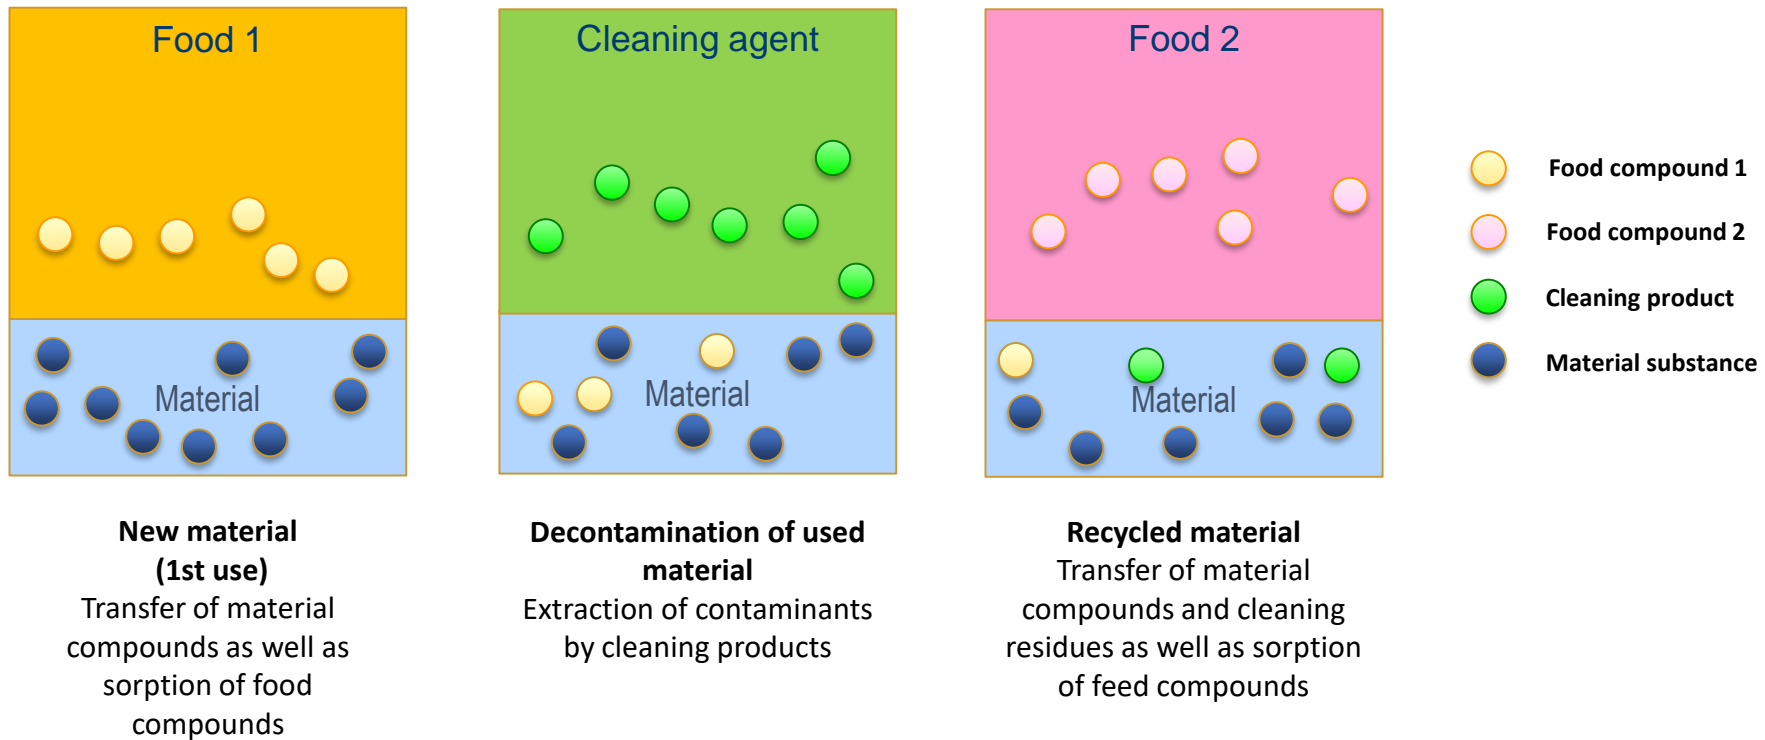 Food 1
Material
New material
(1st use)
Transfer of material
compounds as well as
sorption of food
compounds
Cleaning agent
Material
Decontamination of used
material
Extraction of contaminants
by cleaning products
Food 2
Material
Recycled material
Transfer of material
compounds and cleaning
residues as well as sorption
of feed compounds
Food compound 1
Food compound 2
Cleaning product
Material substance